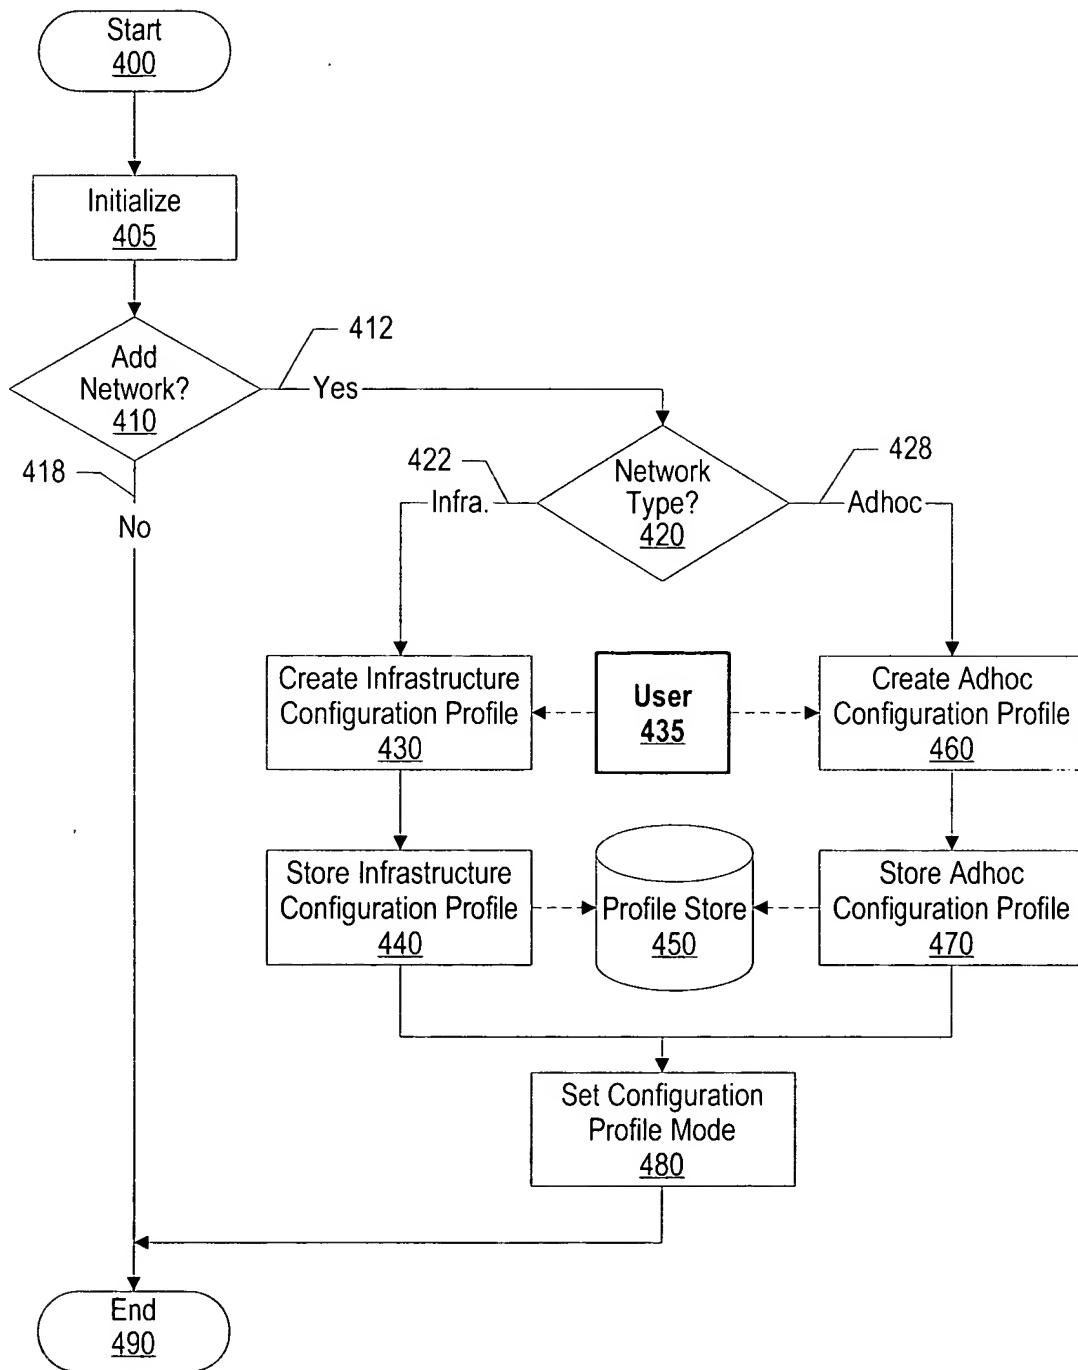 Start
400
Initialize
405
Add
Network?
410
412
Yes
418
No
422
Infra.
Network
Type?
420
428
Adhoc
Create Infrastructure
Configuration Profile
430
User
435
Create Adhoc
Configuration Profile
460
Store Infrastructure
Configuration Profile
440
Profile Store
450
Store Adhoc
Configuration Profile
470
Set Configuration
Profile Mode
480
End
490